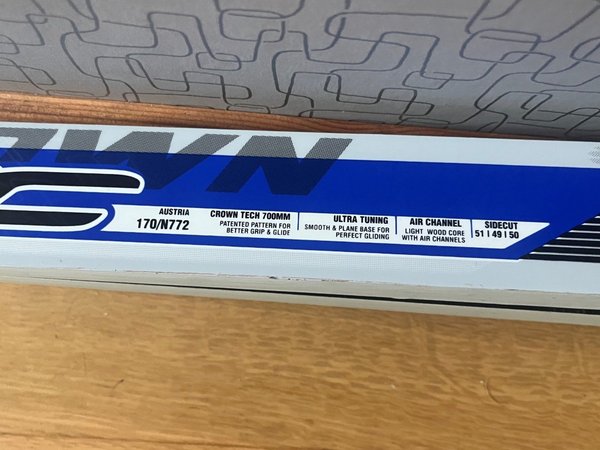 CROWN
C
AUSTRIA
170/N772
CROWN TECH 700MM
PATENTED PATTERN FOR
BETTER GRIP & GLIDE
ULTRA TUNING
SMOOTH & PLANE BASE FOR
PERFECT GLIDING
AIR CHANNEL
LIGHT WOOD CORE
WITH AIR CHANNELS
SIDECUT
51 | 49 | 50